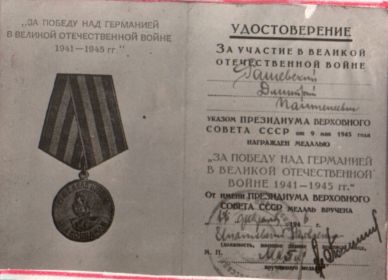 „ЗА ПОБЕДУ НАД ГЕРМАНИЕЙ
В ВЕЛИКОЙ ОТЕЧЕСТВЕННОЙ ВОЙНЕ
1941—1945 гг."
УДОСТОВЕРЕНИЕ
ЗА УЧАСТИЕ В ВЕЛИКОЙ
ОТЕЧЕСТВЕННОЙ ВОЙНЕ
Дмитрий
УКАЗОМ ПРЕЗИДИУМА ВЕРХОВНОГО
СОВЕТА СССР от 9 мая 1945 года
НАГРАЖДЕН МЕДАЛЬЮ
„ЗА ПОБЕДУ НАД ГЕРМАНИЕЙ
В ВЕЛИКОЙ ОТЕЧЕСТВЕННОЙ
ВОЙНЕ 1941—1945 гг."
От имени ПРЕЗИДИУМА ВЕРХОВНОГО
СОВЕТА СССР МЕДАЛЬ ВРУЧЕНА
М. П.